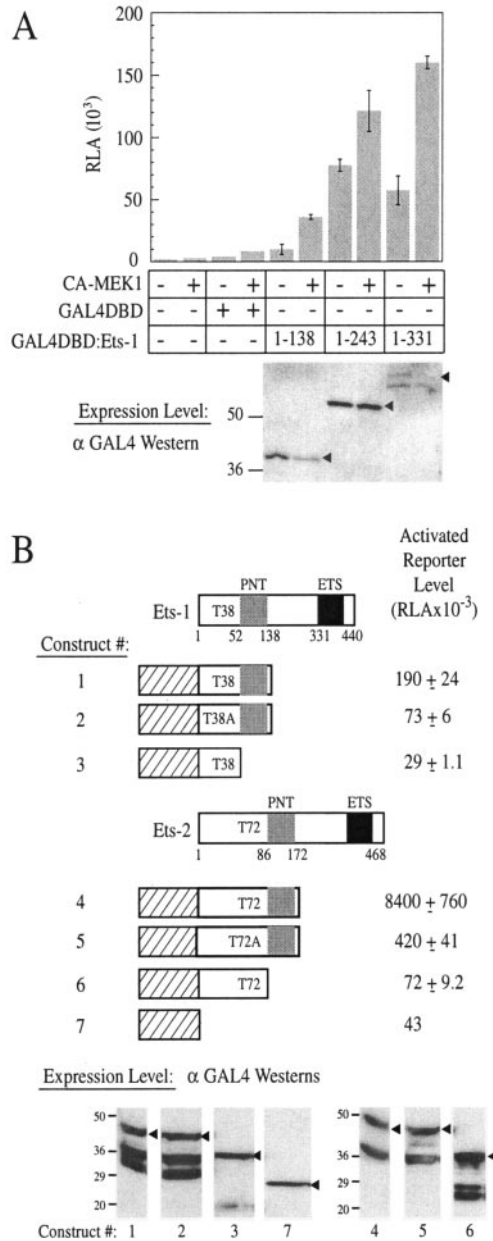 A
200
150
100
50
0
RLA (10³)
CA-MEK1 - + - + - + - + - +
GAL4DBD - - + + - - - - - -
GAL4DBD:Ets-1 - - - - 1-138 1-243 1-331
Expression Level:
α GAL4 Western
50
36
B
Activated
Reporter
Level
(RLAx10⁻³)
PNT ETS
Ets-1 T38
1 52 138 331 440
Construct #:
1 T38 190 ± 24
2 T38A 73 ± 6
3 T38 29 ± 1.1
PNT ETS
Ets-2 T72
1 86 172 468
4 T72 8400 ± 760
5 T72A 420 ± 41
6 T72 72 ± 9.2
7 43
Expression Level: α GAL4 Westerns
50
36
29
20
50
36
29
20
Construct #: 1 2 3 7 4 5 6